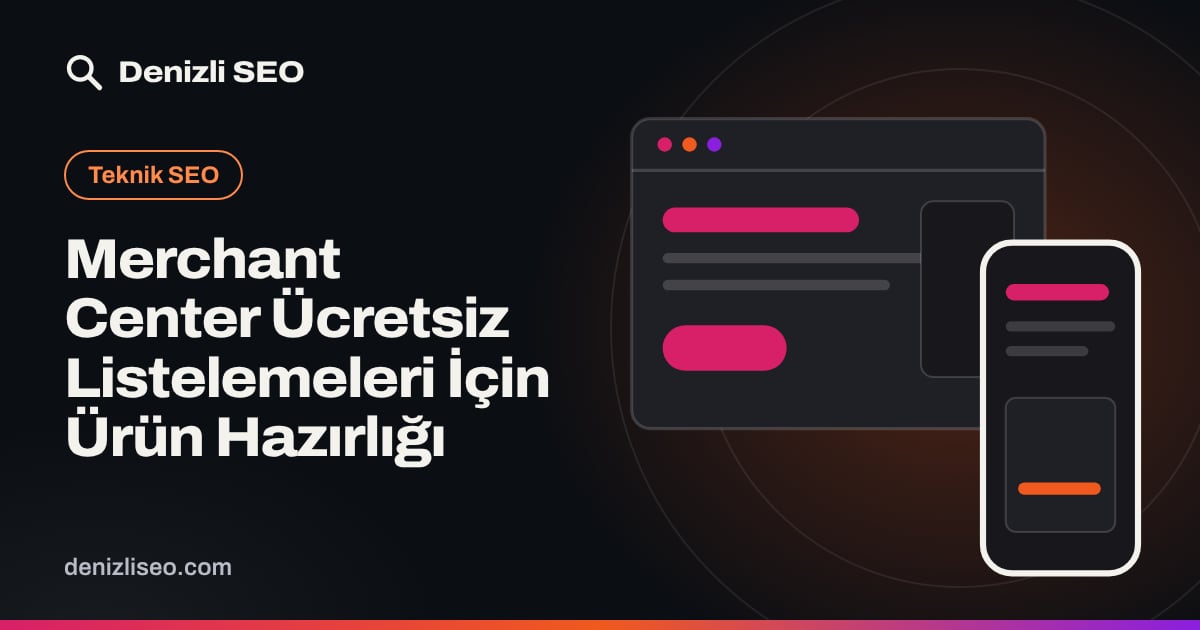 Denizli SEO
Teknik SEO
Merchant
Center Ücretsiz
Listelemeleri İçin
Ürün Hazırlığı
denizliseo.com